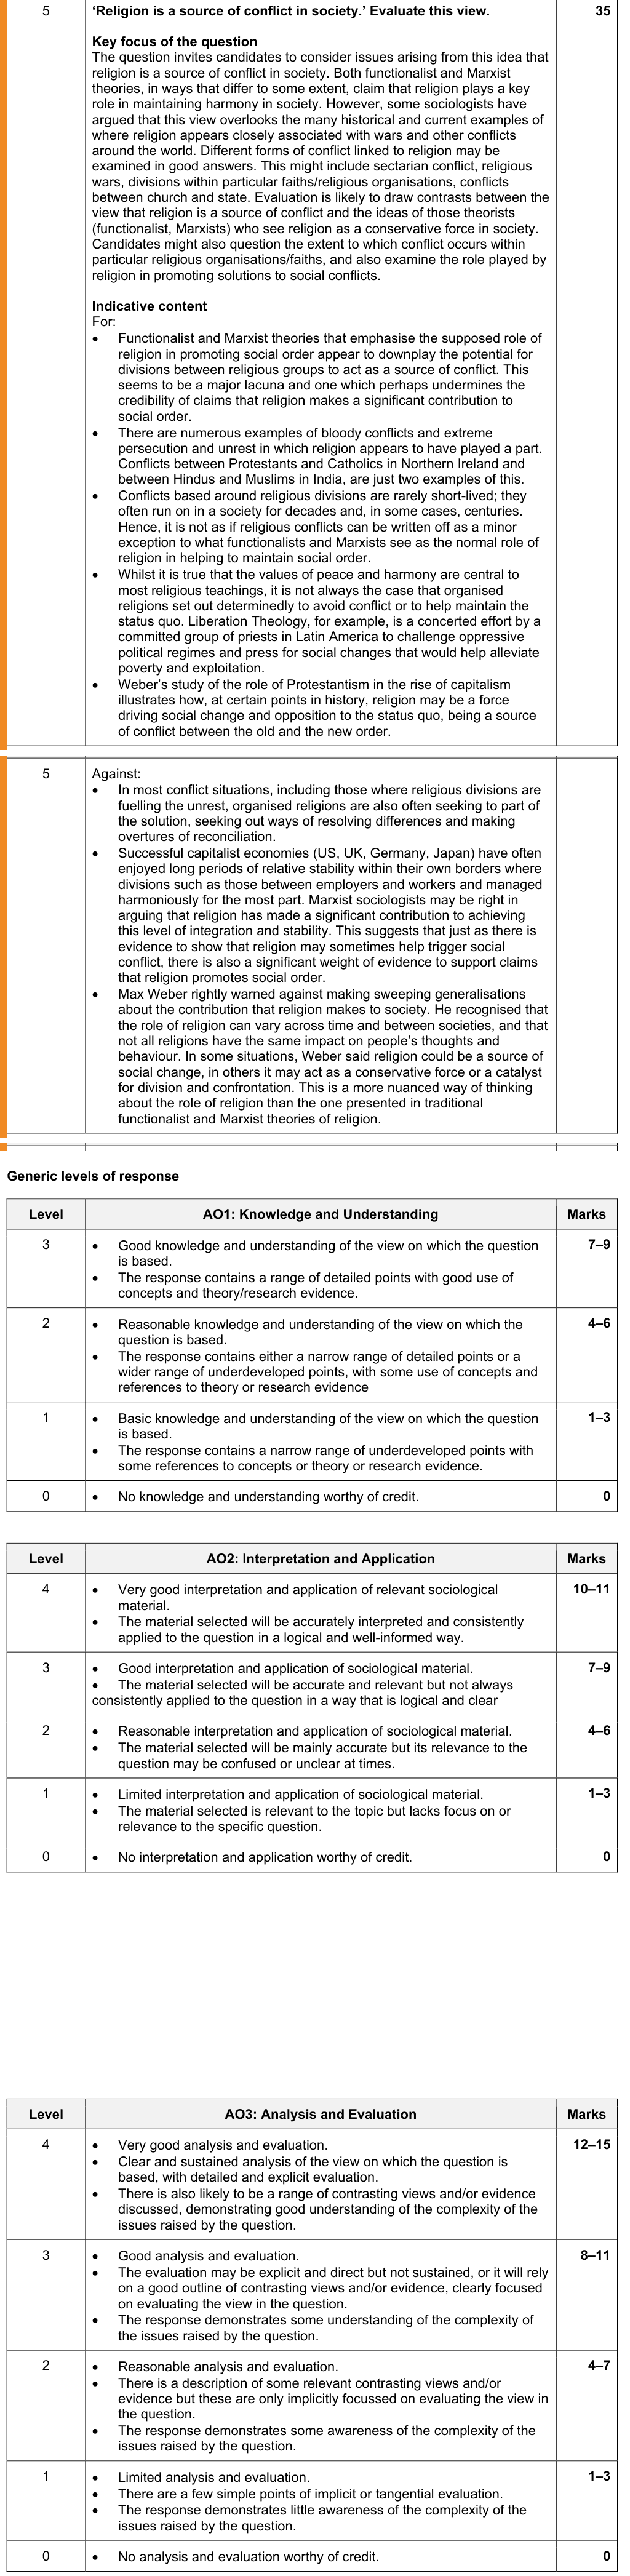 5 ‘Religion is a source of conflict in society.’ Evaluate this view. 35
Key focus of the question
The question invites candidates to consider issues arising from this idea that
religion is a source of conflict in society. Both functionalist and Marxist
theories, in ways that differ to some extent, claim that religion plays a key
role in maintaining harmony in society. However, some sociologists have
argued that this view overlooks the many historical and current examples of
where religion appears closely associated with wars and other conflicts
around the world. Different forms of conflict linked to religion may be
examined in good answers. This might include sectarian conflict, religious
wars, divisions within particular faiths/religious organisations, conflicts
between church and state. Evaluation is likely to draw contrasts between the
view that religion is a source of conflict and the ideas of those theorists
(functionalist, Marxists) who see religion as a conservative force in society.
Candidates might also question the extent to which conflict occurs within
particular religious organisations/faiths, and also examine the role played by
religion in promoting solutions to social conflicts.
Indicative content
For:
• Functionalist and Marxist theories that emphasise the supposed role of
religion in promoting social order appear to downplay the potential for
divisions between religious groups to act as a source of conflict. This
seems to be a major lacuna and one which perhaps undermines the
credibility of claims that religion makes a significant contribution to
social order.
• There are numerous examples of bloody conflicts and extreme
persecution and unrest in which religion appears to have played a part.
Conflicts between Protestants and Catholics in Northern Ireland and
between Hindus and Muslims in India, are just two examples of this.
• Conflicts based around religious divisions are rarely short-lived; they
often run on in a society for decades and, in some cases, centuries.
Hence, it is not as if religious conflicts can be written off as a minor
exception to what functionalists and Marxists see as the normal role of
religion in helping to maintain social order.
• Whilst it is true that the values of peace and harmony are central to
most religious teachings, it is not always the case that organised
religions set out determinedly to avoid conflict or to help maintain the
status quo. Liberation Theology, for example, is a concerted effort by a
committed group of priests in Latin America to challenge oppressive
political regimes and press for social changes that would help alleviate
poverty and exploitation.
• Weber’s study of the role of Protestantism in the rise of capitalism
illustrates how, at certain points in history, religion may be a force
driving social change and opposition to the status quo, being a source
of conflict between the old and the new order.
5 Against:
• In most conflict situations, including those where religious divisions are
fuelling the unrest, organised religions are also often seeking to part of
the solution, seeking out ways of resolving differences and making
overtures of reconciliation.
• Successful capitalist economies (US, UK, Germany, Japan) have often
enjoyed long periods of relative stability within their own borders where
divisions such as those between employers and workers and managed
harmoniously for the most part. Marxist sociologists may be right in
arguing that religion has made a significant contribution to achieving
this level of integration and stability. This suggests that just as there is
evidence to show that religion may sometimes help trigger social
conflict, there is also a significant weight of evidence to support claims
that religion promotes social order.
• Max Weber rightly warned against making sweeping generalisations
about the contribution that religion makes to society. He recognised that
the role of religion can vary across time and between societies, and that
not all religions have the same impact on people’s thoughts and
behaviour. In some situations, Weber said religion could be a source of
social change, in others it may act as a conservative force or a catalyst
for division and confrontation. This is a more nuanced way of thinking
about the role of religion than the one presented in traditional
functionalist and Marxist theories of religion.
Generic levels of response
Level AO1: Knowledge and Understanding Marks
3 • Good knowledge and understanding of the view on which the question 7–9
is based.
• The response contains a range of detailed points with good use of
concepts and theory/research evidence.
2 • Reasonable knowledge and understanding of the view on which the 4–6
question is based.
• The response contains either a narrow range of detailed points or a
wider range of underdeveloped points, with some use of concepts and
references to theory or research evidence
1 • Basic knowledge and understanding of the view on which the question 1–3
is based.
• The response contains a narrow range of underdeveloped points with
some references to concepts or theory or research evidence.
0 • No knowledge and understanding worthy of credit. 0
Level AO2: Interpretation and Application Marks
4 • Very good interpretation and application of relevant sociological 10–11
material.
• The material selected will be accurately interpreted and consistently
applied to the question in a logical and well-informed way.
3 • Good interpretation and application of sociological material. 7–9
• The material selected will be accurate and relevant but not always
consistently applied to the question in a way that is logical and clear
2 • Reasonable interpretation and application of sociological material. 4–6
• The material selected will be mainly accurate but its relevance to the
question may be confused or unclear at times.
1 • Limited interpretation and application of sociological material. 1–3
• The material selected is relevant to the topic but lacks focus on or
relevance to the specific question.
0 • No interpretation and application worthy of credit. 0
Level AO3: Analysis and Evaluation Marks
4 • Very good analysis and evaluation. 12–15
• Clear and sustained analysis of the view on which the question is
based, with detailed and explicit evaluation.
• There is also likely to be a range of contrasting views and/or evidence
discussed, demonstrating good understanding of the complexity of the
issues raised by the question.
3 • Good analysis and evaluation. 8–11
• The evaluation may be explicit and direct but not sustained, or it will rely
on a good outline of contrasting views and/or evidence, clearly focused
on evaluating the view in the question.
• The response demonstrates some understanding of the complexity of
the issues raised by the question.
2 • Reasonable analysis and evaluation. 4–7
• There is a description of some relevant contrasting views and/or
evidence but these are only implicitly focussed on evaluating the view in
the question.
• The response demonstrates some awareness of the complexity of the
issues raised by the question.
1 • Limited analysis and evaluation. 1–3
• There are a few simple points of implicit or tangential evaluation.
• The response demonstrates little awareness of the complexity of the
issues raised by the question.
0 • No analysis and evaluation worthy of credit. 0